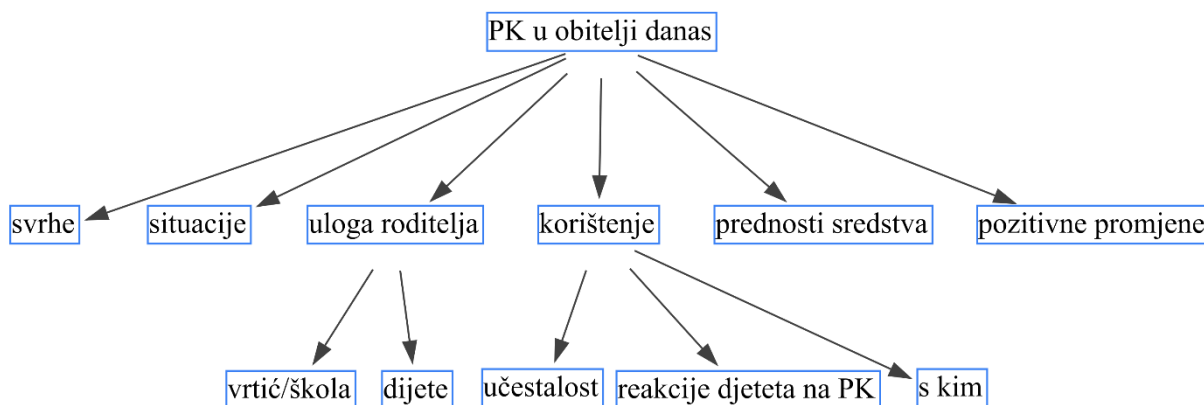 PK u obitelji danas
svrhe
situacije
uloga roditelja
korištenje
prednosti sredstva
pozitivne promjene
vrtić/škola
dijete
učestalost
reakcije djeteta na PK
s kim